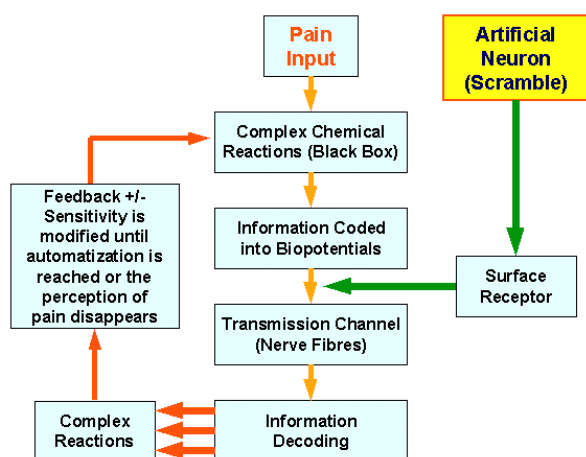 Pain
Input
Artificial
Neuron
(Scramble)
Complex Chemical
Reactions (Black Box)
Feedback +/-
Sensitivity is
modified until
automatization is
reached or the
perception of
pain disappears
Information Coded
into Biopotentials
Surface
Receptor
Transmission Channel
(Nerve Fibres)
Complex
Reactions
Information
Decoding